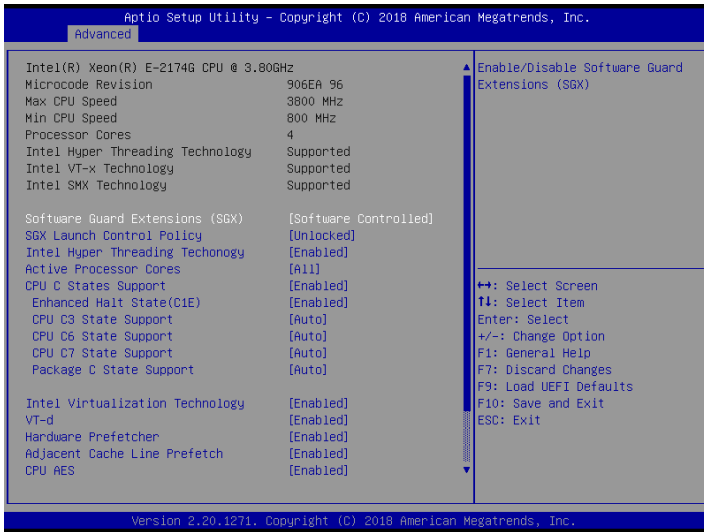 Aptio Setup Utility – Copyright (C) 2018 American Megatrends, Inc.
Advanced
Intel(R) Xeon(R) E-2174G CPU @ 3.80GHz
Microcode Revision 906EA 96
Max CPU Speed 3800 MHz
Min CPU Speed 800 MHz
Processor Cores 4
Intel Hyper Threading Technology Supported
Intel VT-x Technology Supported
Intel SMX Technology Supported
Software Guard Extensions (SGX) [Software Controlled]
SGX Launch Control Policy [Unlocked]
Intel Hyper Threading Techonogy [Enabled]
Active Processor Cores [All]
CPU C States Support [Enabled]
Enhanced Halt State(C1E) [Enabled]
CPU C3 State Support [Auto]
CPU C6 State Support [Auto]
CPU C7 State Support [Auto]
Package C State Support [Auto]
Intel Virtualization Technology [Enabled]
VT-d [Enabled]
Hardware Prefetcher [Enabled]
Adjacent Cache Line Prefetch [Enabled]
CPU AES [Enabled]
Enable/Disable Software Guard
Extensions (SGX)
↔: Select Screen
↑↓: Select Item
Enter: Select
+/-: Change Option
F1: General Help
F7: Discard Changes
F9: Load UEFI Defaults
F10: Save and Exit
ESC: Exit
Version 2.20.1271. Copyright (C) 2018 American Megatrends, Inc.